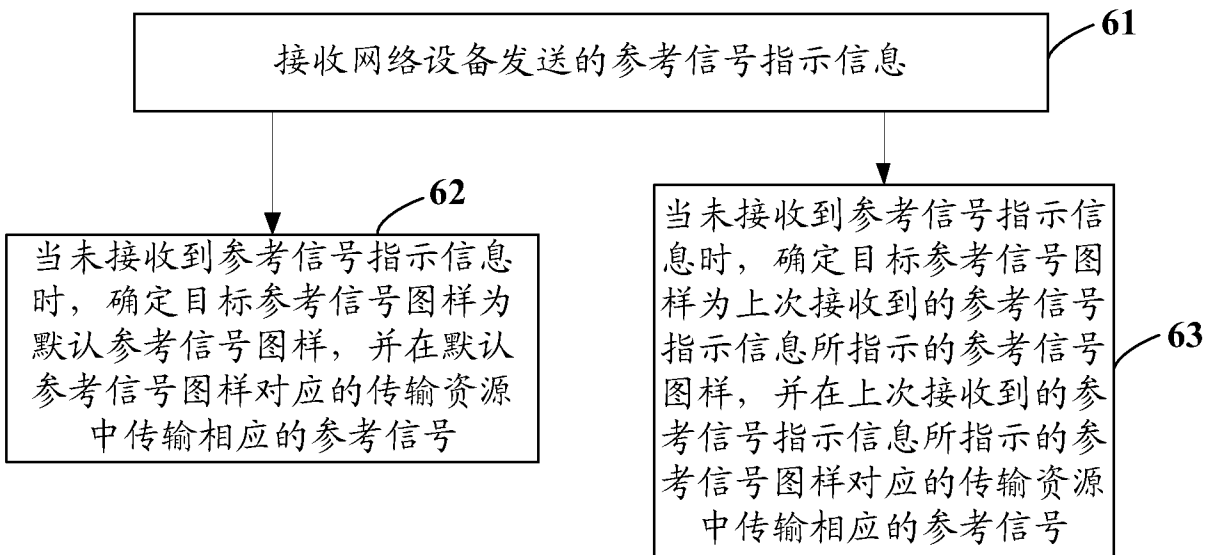 61
接收网络设备发送的参考信号指示信息
62
当未接收到参考信号指示信息
时，确定目标参考信号图样为
默认参考信号图样，并在默认
参考信号图样对应的传输资源
中传输相应的参考信号
当未接收到参考信号指示信
息时，确定目标参考信号图
样为上次接收到的参考信号
指示信息所指示的参考信号
图样，并在上次接收到的参
考信号指示信息所指示的参
考信号图样对应的传输资源
中传输相应的参考信号
63